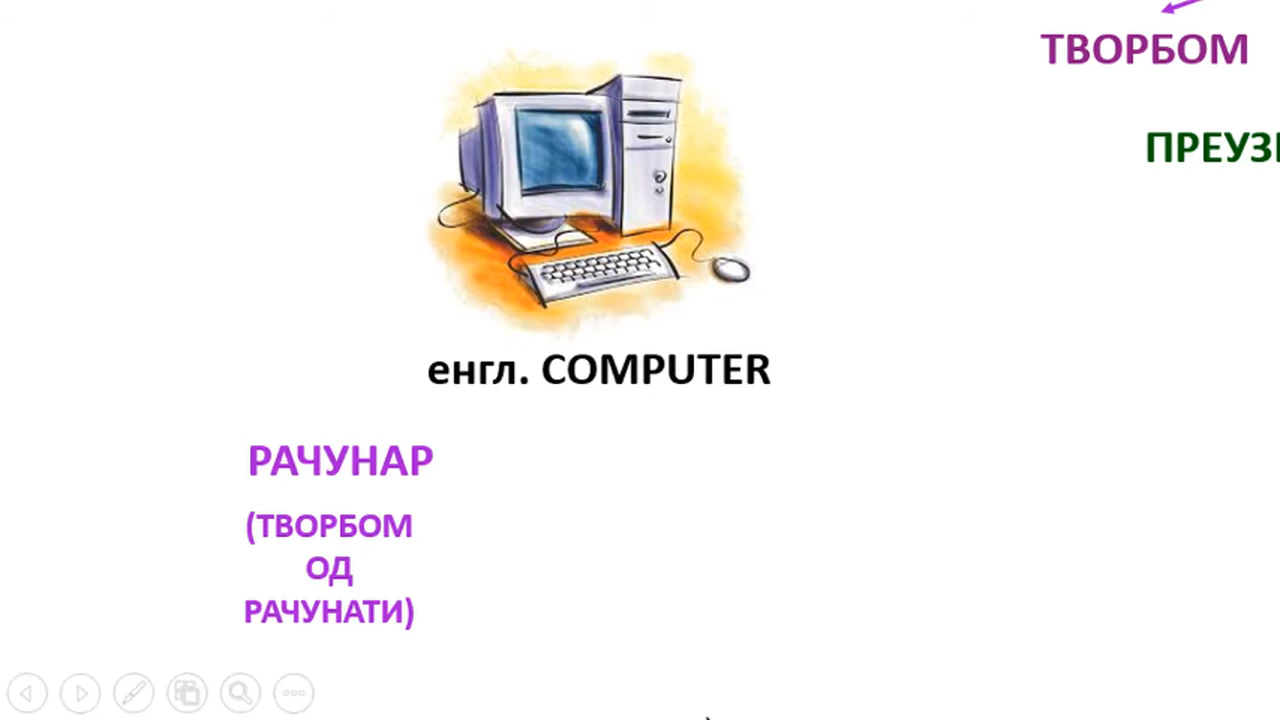 ТВОРБОМ
енгл. COMPUTER
РАЧУНАР
(ТВОРБОМ
ОД
РАЧУНАТИ)